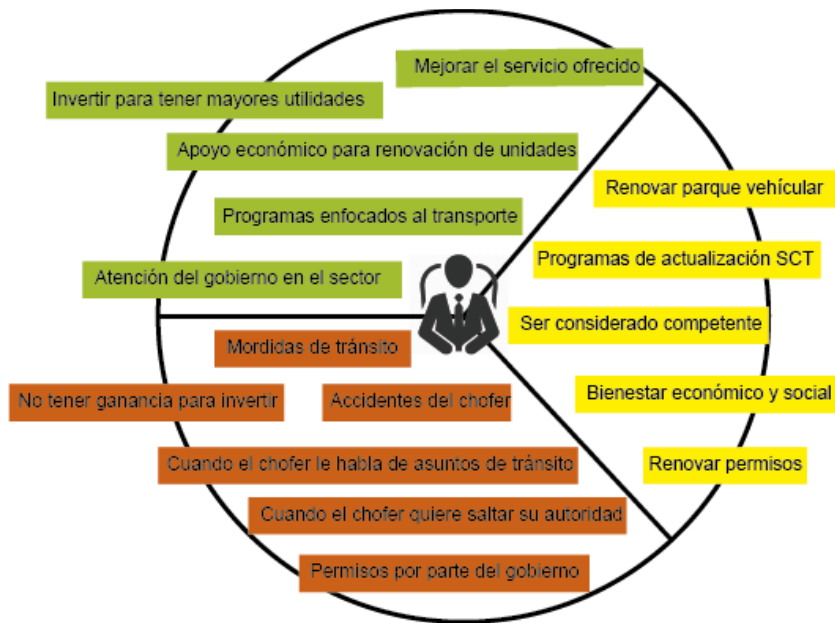 Mejorar el servicio ofrecido
Invertir para tener mayores utilidades
Apoyo económico para renovación de unidades
Programas enfocados al transporte
Atención del gobierno en el sector
Renovar parque vehícular
Programas de actualización SCT
Ser considerado competente
Bienestar económico y social
Renovar permisos
Mordidas de tránsito
No tener ganancia para invertir
Accidentes del chofer
Cuando el chofer le habla de asuntos de tránsito
Cuando el chofer quiere saltar su autoridad
Permisos por parte del gobierno